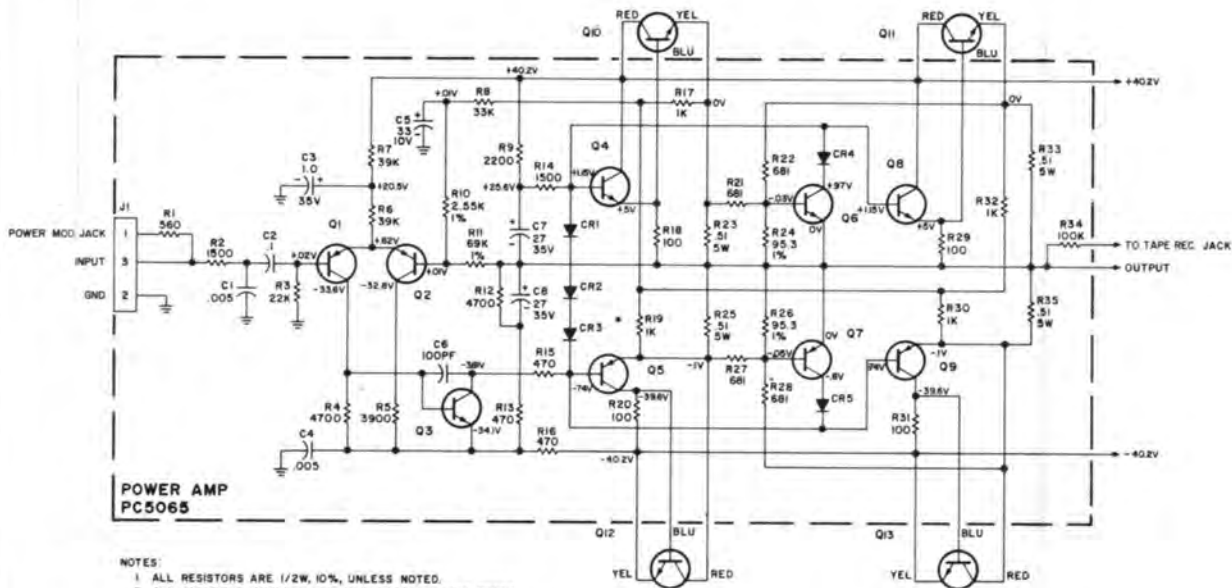 Q10
RED
YEL
BLU
Q11
RED
YEL
BLU
+40.2V
+40.2V
+.01V
R8
33K
R17
1K
0V
0V
C5
33
10V
R7
39K
R9
2200
R14
1500
Q4
+1.15V
+.5V
CR4
Q8
+1.15V
+.5V
R33
.51
5W
C3
1.0
35V
+20.5V
+25.6V
R22
681
+.97V
R6
39K
R10
2.55K
1%
R21
681
Q6
0V
R32
1K
J1
1
3
2
POWER MOD JACK
INPUT
GND
R1
560
R2
1500
C2
.1
+.02V
Q1
+.62V
R11
69K
1%
+.01V
C7
27
35V
CR1
R18
100
R23
.51
5W
R24
95.3
1%
R29
100
R34
100K
TO TAPE REC. JACK
OUTPUT
C1
.005
R3
22K
-33.6V
-32.8V
Q2
R12
4700
C8
27
35V
CR2
CR3
*
R19
1K
R25
.51
5W
R26
95.3
1%
Q7
0V
R30
1K
R35
.51
5W
C6
100PF
R15
470
-.1V
R27
681
-.05V
-.1V
Q9
Q5
R28
681
-.8V
CR5
-39.6V
-39.6V
R4
4700
R5
3900
Q3
-34.1V
R13
470
R20
100
R31
100
C4
.005
R16
470
-40.2V
-40.2V
POWER AMP
PC5065
Q12
BLU
YEL
RED
Q13
BLU
YEL
RED
NOTES:
1 ALL RESISTORS ARE 1/2W, 10%, UNLESS NOTED.